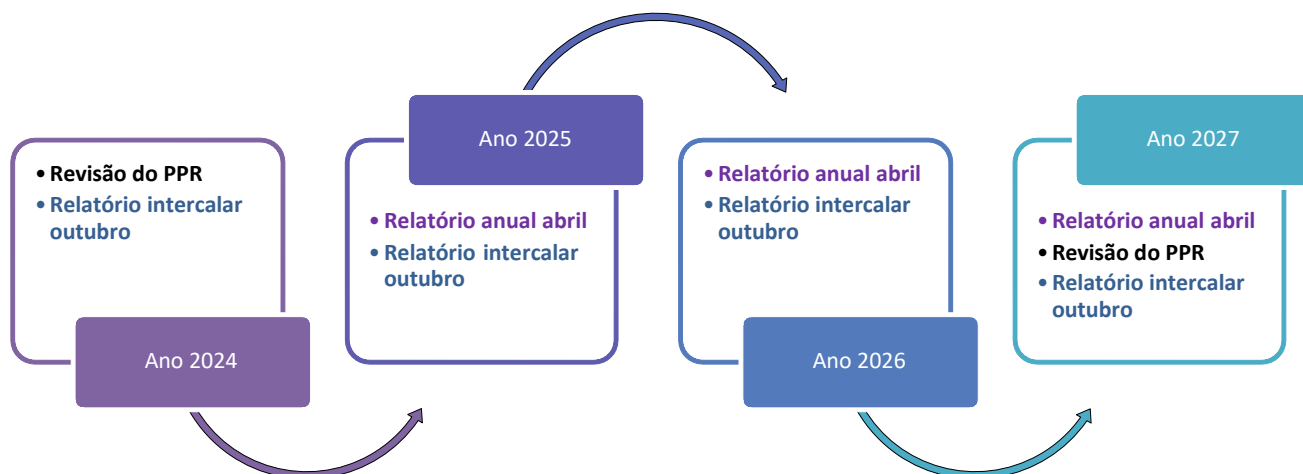 • Revisão do PPR
• Relatório intercalar
outubro
Ano 2024
Ano 2025
• Relatório anual abril
• Relatório intercalar
outubro
• Relatório anual abril
• Relatório intercalar
outubro
Ano 2026
Ano 2027
• Relatório anual abril
• Revisão do PPR
• Relatório intercalar
outubro